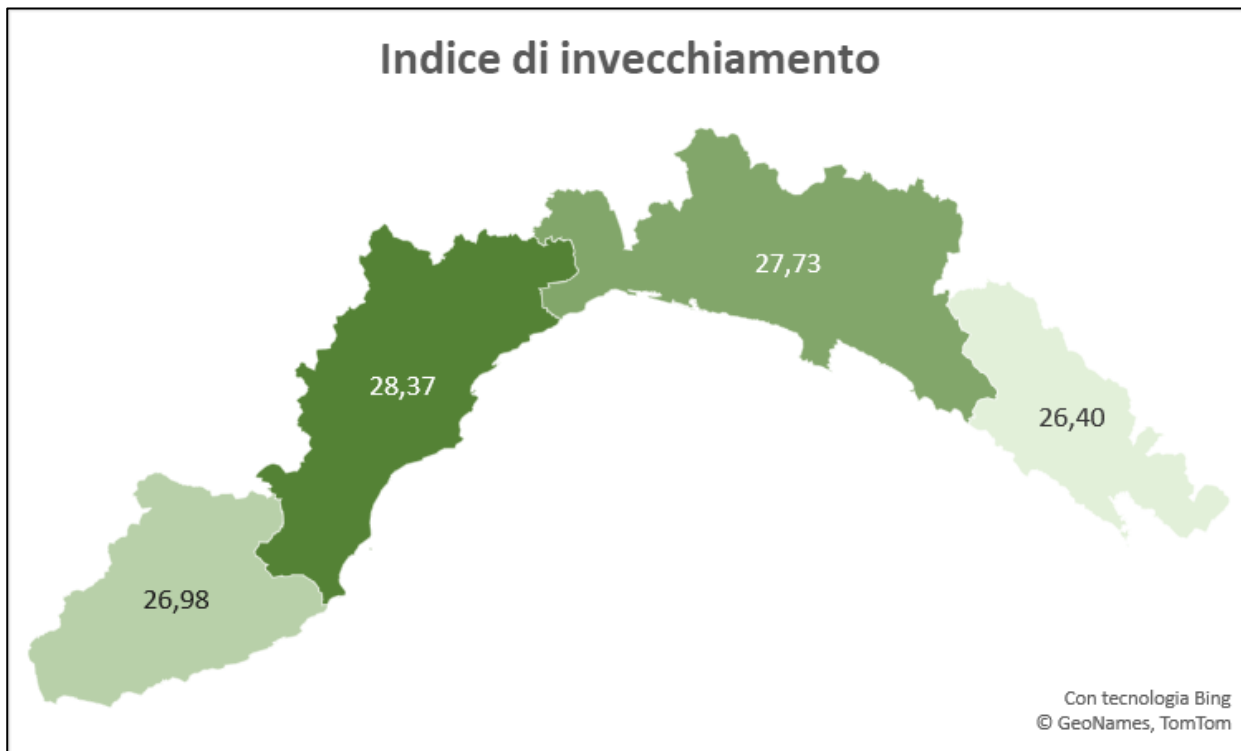 Indice di invecchiamento
27,73
28,37
26,40
26,98
Con tecnologia Bing
© GeoNames, TomTom